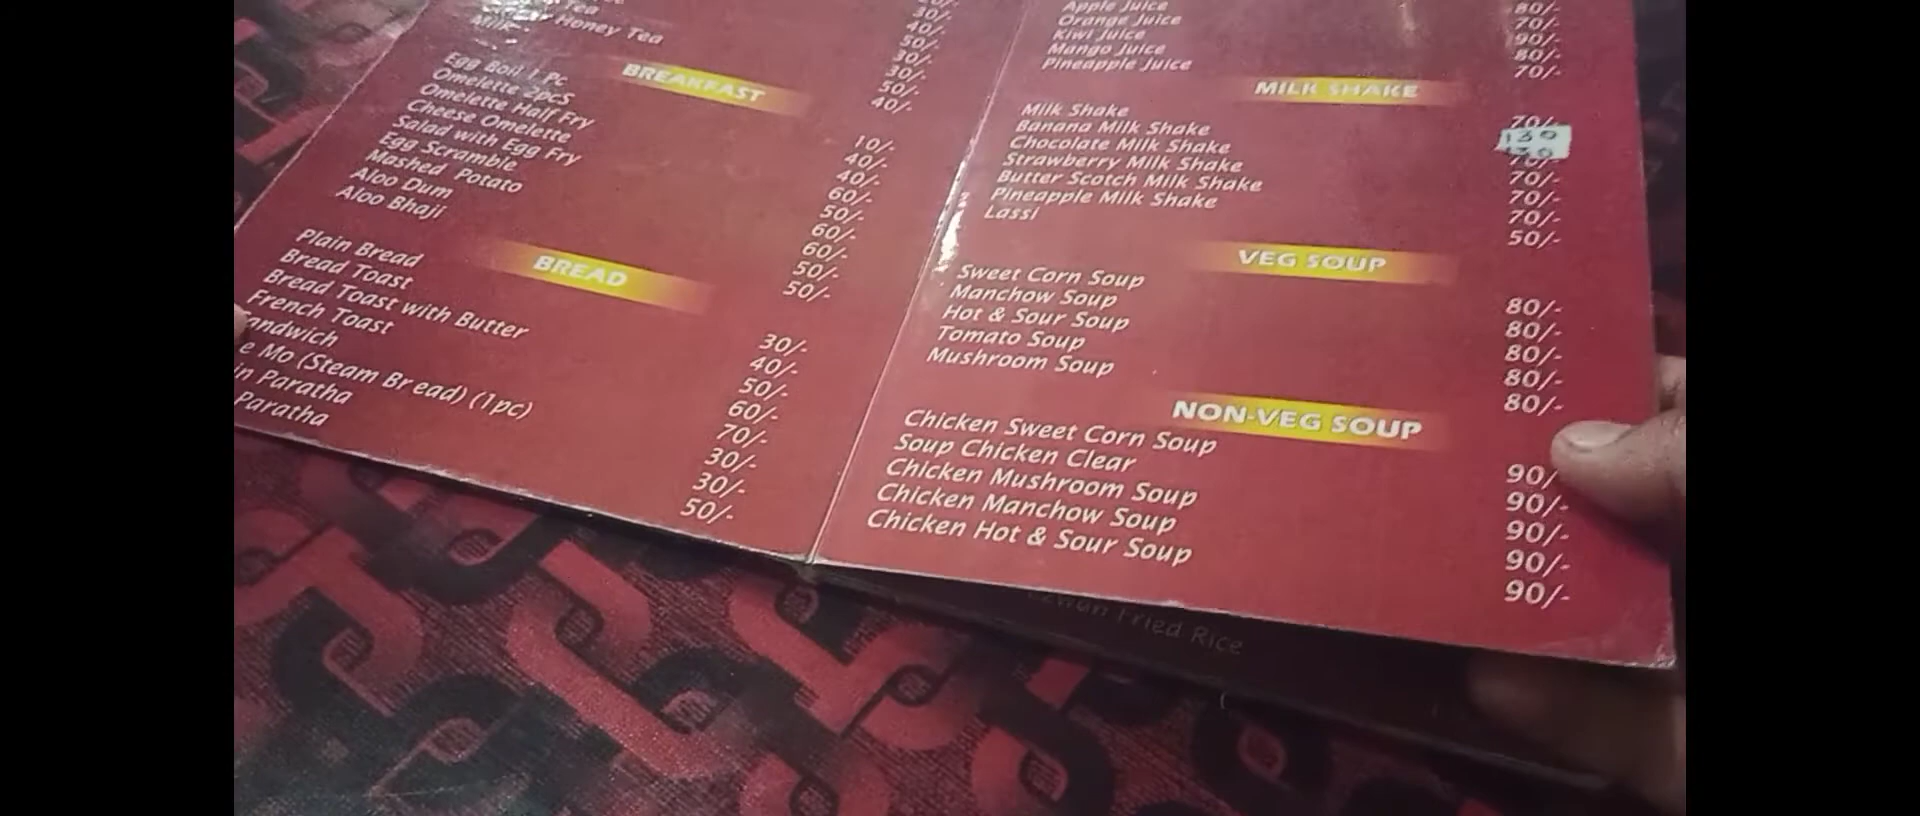 Tea
Honey Tea
30/-
40/-
50/-
30/-
30/-
50/-
40/-
BREAKFAST
Egg Boil 1 Pc
Omelette 2pcS
Omelette Half Fry
Cheese Omelette
Salad with Egg Fry
Egg Scramble
Mashed Potato
Aloo Dum
Aloo Bhaji
10/-
40/-
40/-
60/-
50/-
60/-
60/-
50/-
50/-
BREAD
Plain Bread
Bread Toast
Bread Toast with Butter
French Toast
andwich
e Mo (Steam Bread) (1pc)
in Paratha
Paratha
30/-
40/-
50/-
60/-
70/-
30/-
30/-
50/-
Apple Juice 80/-
Orange Juice 70/-
Kiwi Juice 90/-
Mango Juice 80/-
Pineapple Juice 70/-
MILK SHAKE
Milk Shake
Banana Milk Shake
Chocolate Milk Shake
Strawberry Milk Shake
Butter Scotch Milk Shake
Pineapple Milk Shake
Lassi
70/-
130
70/-
70/-
70/-
70/-
50/-
VEG SOUP
Sweet Corn Soup 80/-
Manchow Soup 80/-
Hot & Sour Soup 80/-
Tomato Soup 80/-
Mushroom Soup 80/-
NON-VEG SOUP
Chicken Sweet Corn Soup 90/
Soup Chicken Clear 90/-
Chicken Mushroom Soup 90/-
Chicken Manchow Soup 90/-
Chicken Hot & Sour Soup 90/-
Fried Rice